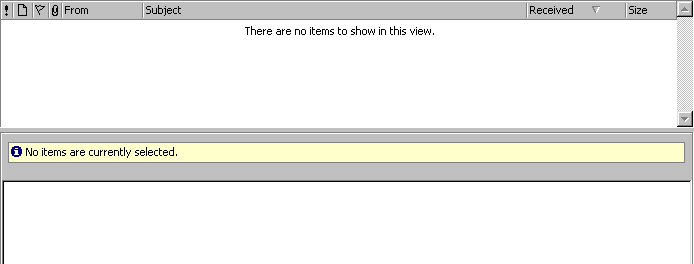 ! From Subject Received Size
There are no items to show in this view.
No items are currently selected.